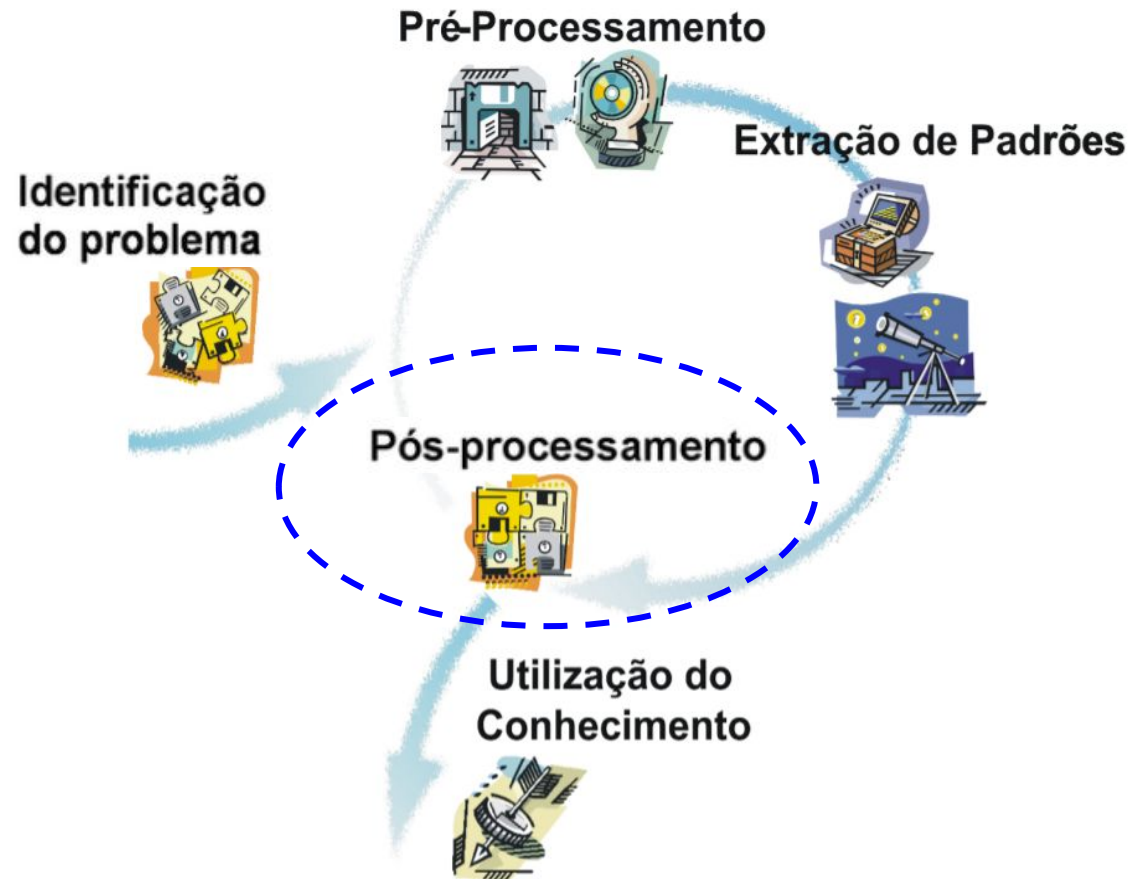 Pré-Processamento
Extração de Padrões
Identificação
do problema
Pós-processamento
Utilização do
Conhecimento